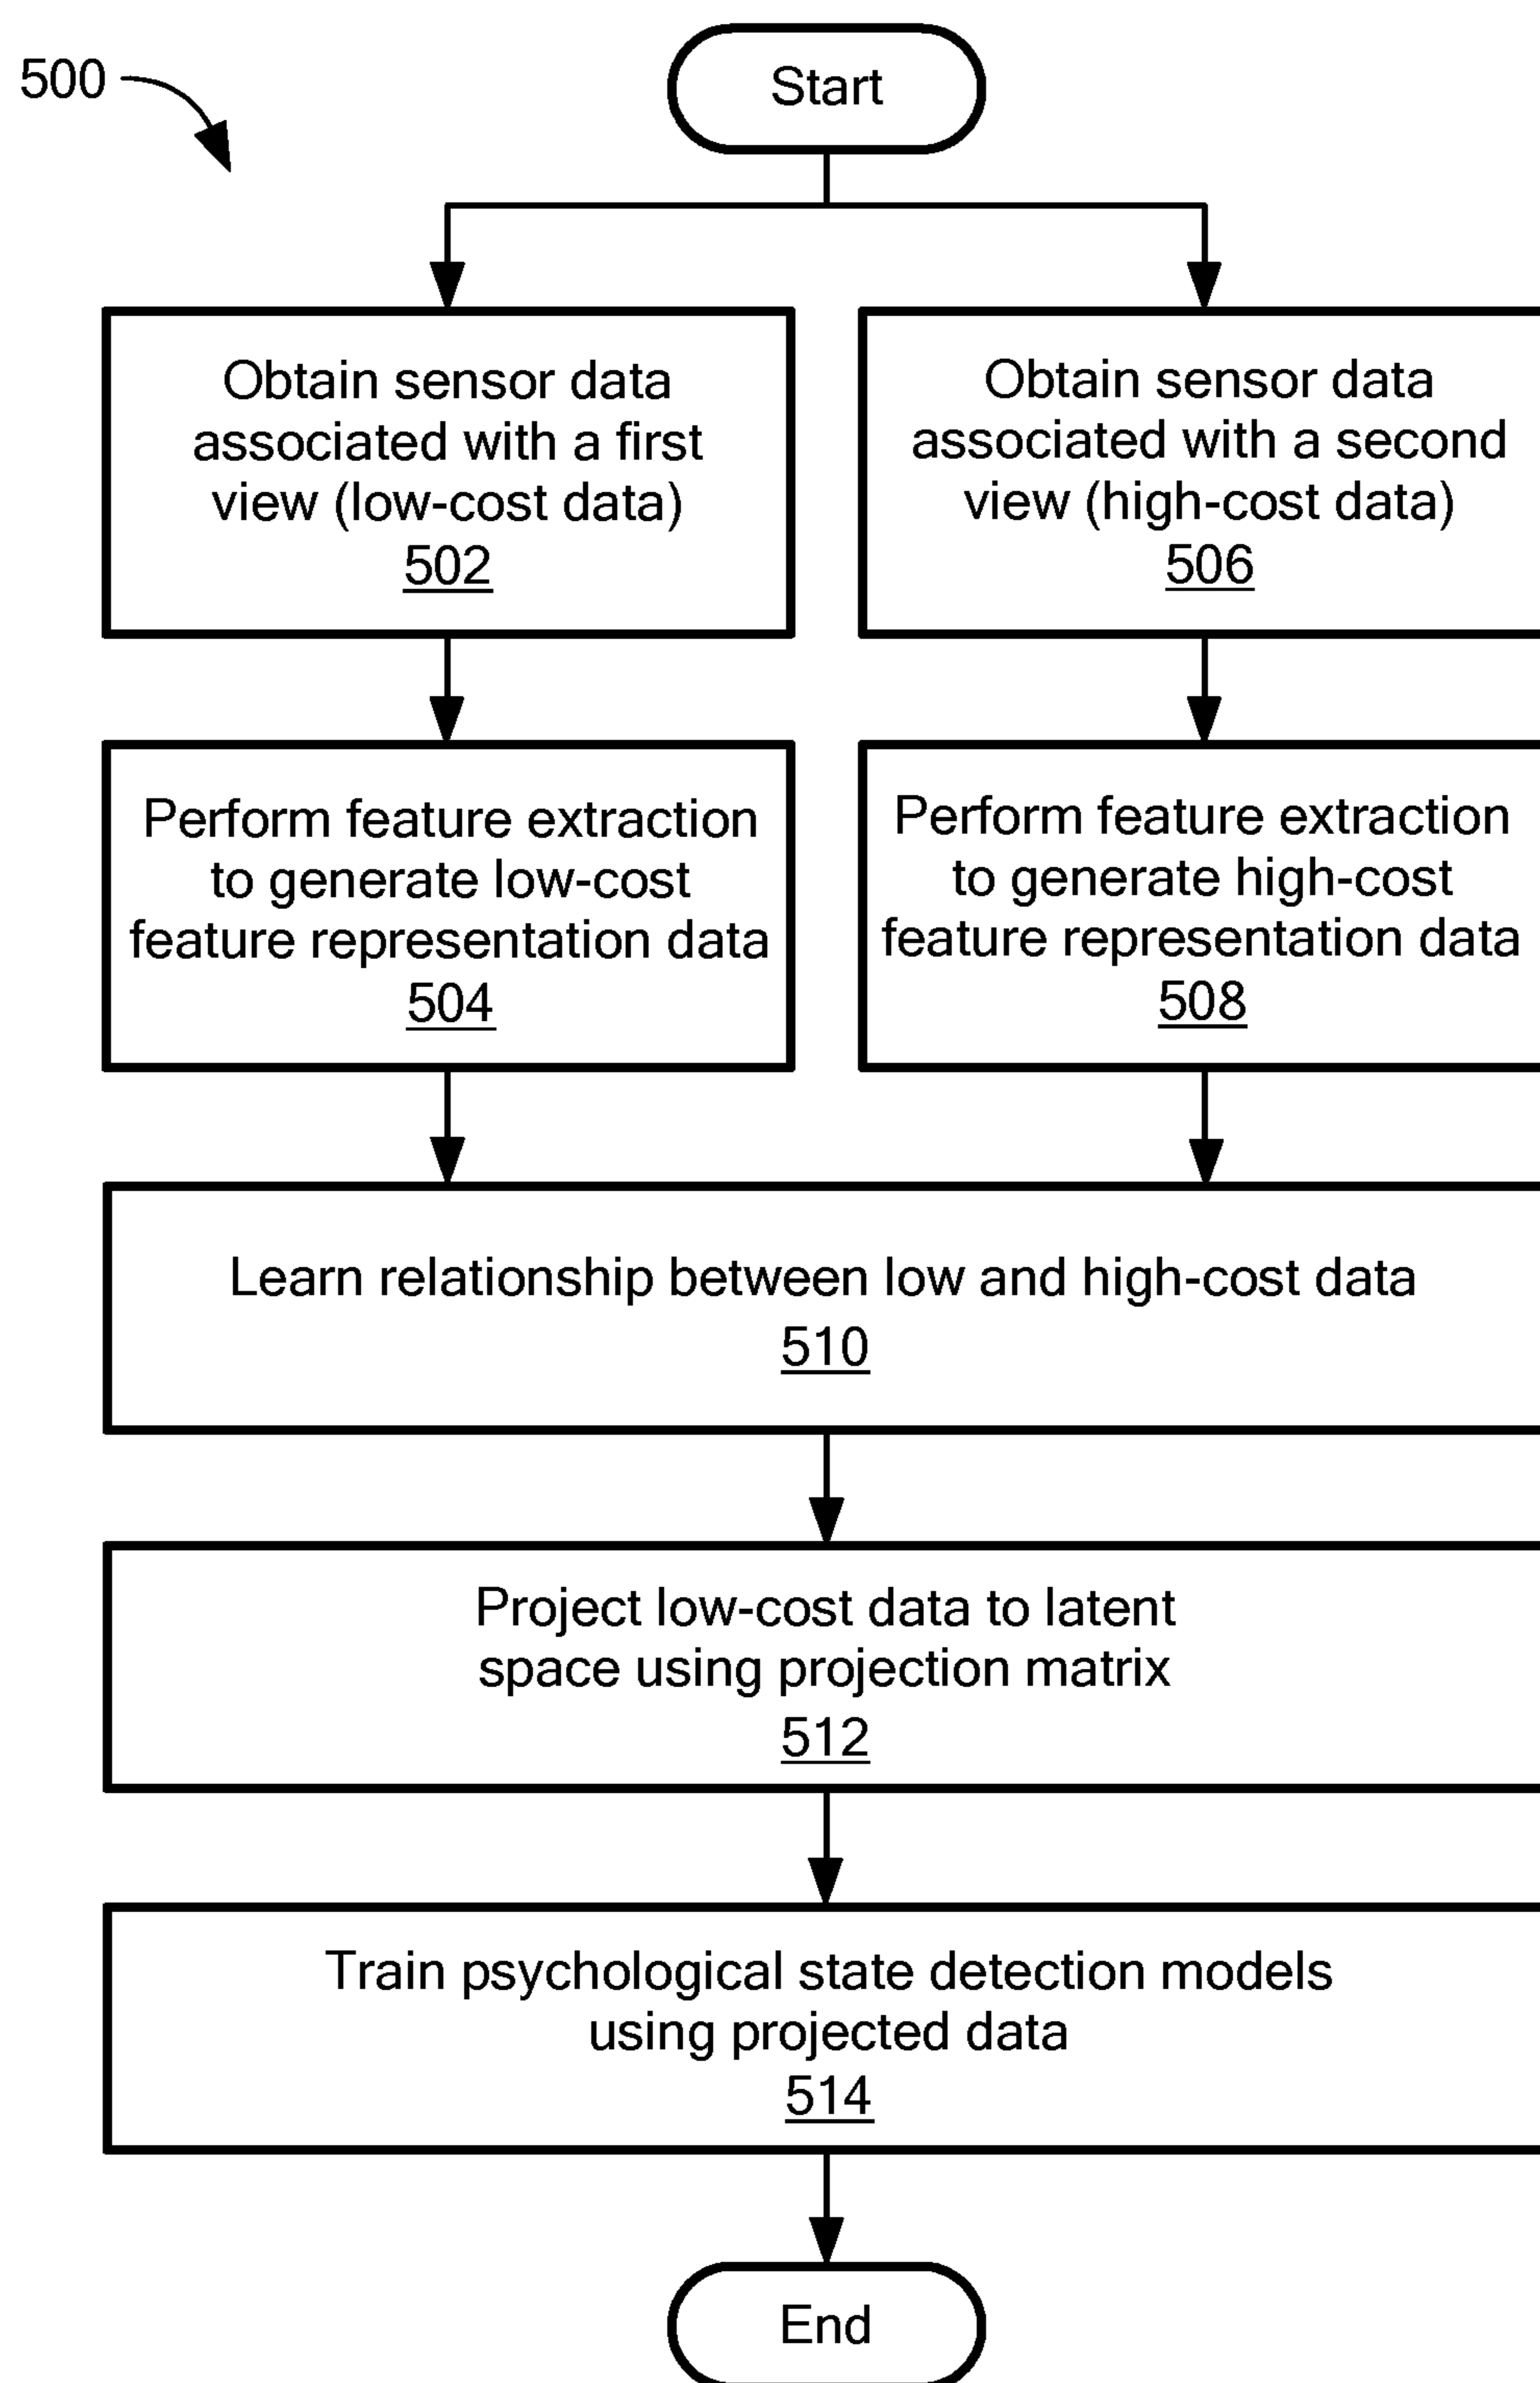 500
Start
Obtain sensor data
associated with a first
view (low-cost data)
502
Obtain sensor data
associated with a second
view (high-cost data)
506
Perform feature extraction
to generate low-cost
feature representation data
504
Perform feature extraction
to generate high-cost
feature representation data
508
Learn relationship between low and high-cost data
510
Project low-cost data to latent
space using projection matrix
512
Train psychological state detection models
using projected data
514
End